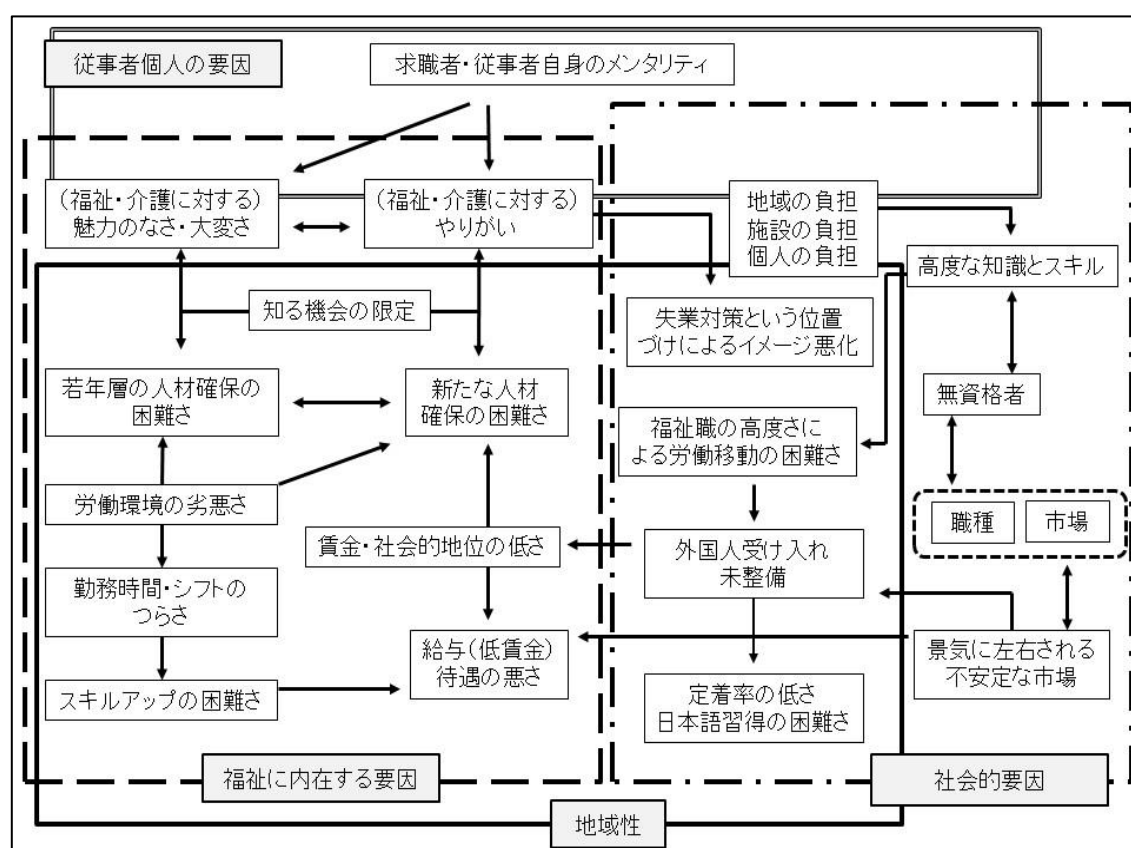 従事者個人の要因
求職者・従事者自身のメンタリティ
(福祉・介護に対する)
魅力のなさ・大変さ
(福祉・介護に対する)
やりがい
地域の負担
施設の負担
個人の負担
高度な知識とスキル
知る機会の限定
失業対策という位置
づけによるイメージ悪化
若年層の人材確保の
困難さ
新たな人材
確保の困難さ
無資格者
福祉職の高度さに
よる労働移動の困難さ
労働環境の劣悪さ
職種
市場
賃金・社会的地位の低さ
外国人受け入れ
未整備
勤務時間・シフトの
つらさ
給与(低賃金)
待遇の悪さ
景気に左右される
不安定な市場
スキルアップの困難さ
定着率の低さ
日本語習得の困難さ
福祉に内在する要因
社会的要因
地域性